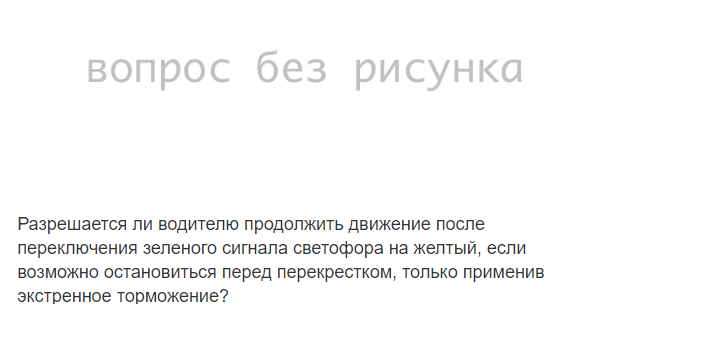 вопрос без рисунка
Разрешается ли водителю продолжить движение после
переключения зеленого сигнала светофора на желтый, если
возможно остановиться перед перекрестком, только применив
экстренное торможение?